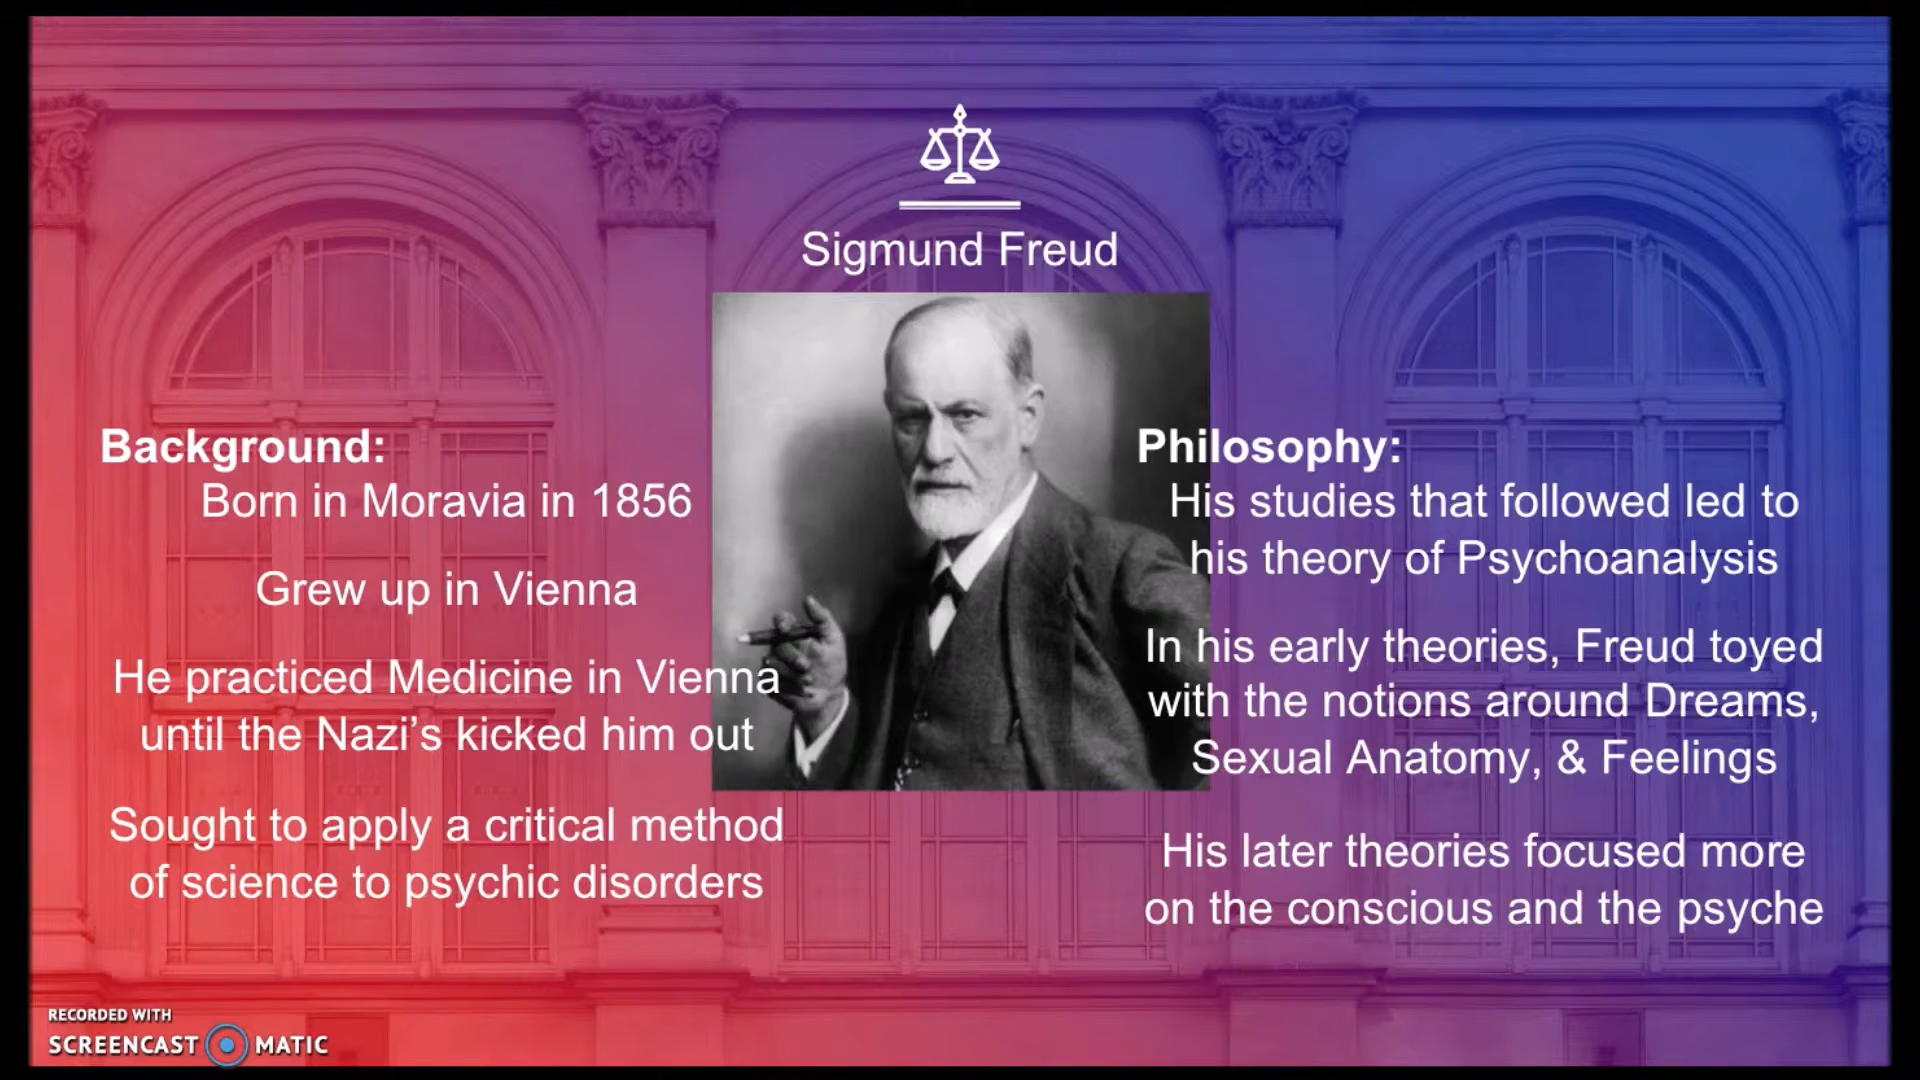 Sigmund Freud
Background:
Born in Moravia in 1856
Grew up in Vienna
He practiced Medicine in Vienna
until the Nazi’s kicked him out
Sought to apply a critical method
of science to psychic disorders
Philosophy:
His studies that followed led to
his theory of Psychoanalysis
In his early theories, Freud toyed
with the notions around Dreams,
Sexual Anatomy, & Feelings
His later theories focused more
on the conscious and the psyche
RECORDED WITH
SCREENCAST MATIC